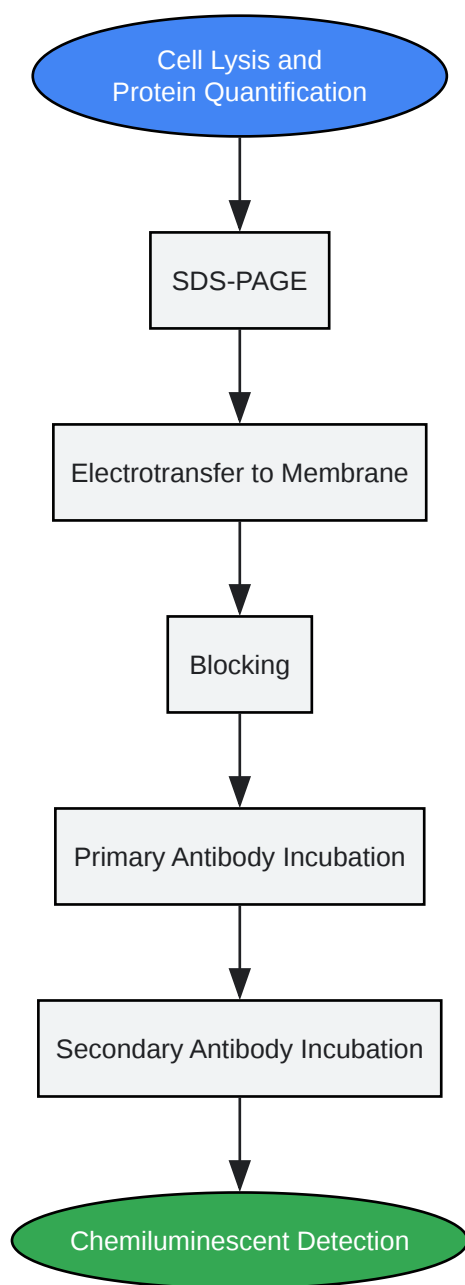 Cell Lysis and
Protein Quantification
SDS-PAGE
Electrotransfer to Membrane
Blocking
Primary Antibody Incubation
Secondary Antibody Incubation
Chemiluminescent Detection